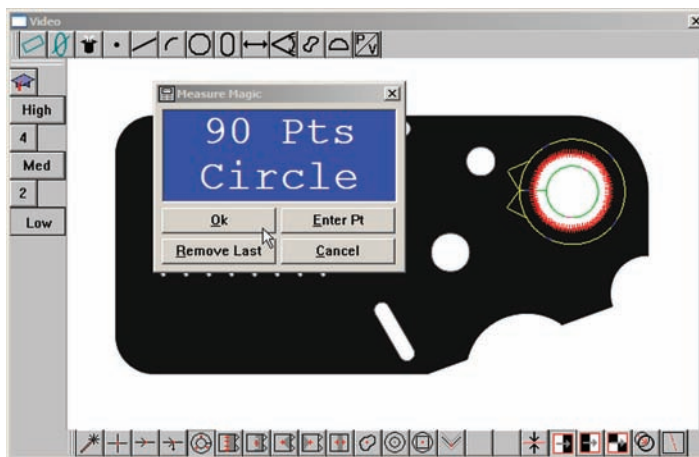 Video
P/V
High
4
Med
2
Low
Measure Magic
90 Pts
Circle
Ok
Enter Pt
Remove Last
Cancel